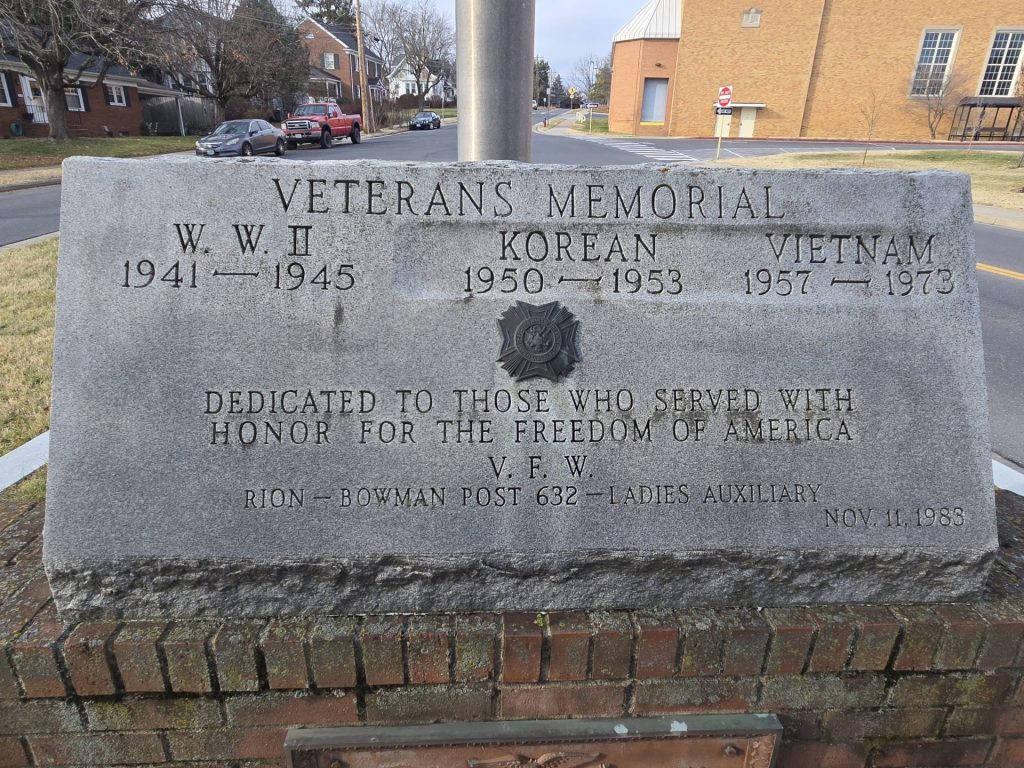 VETERANS MEMORIAL
W. W. II KOREAN VIETNAM
1941 — 1945 1950 — 1953 1957 — 1973
DEDICATED TO THOSE WHO SERVED WITH
HONOR FOR THE FREEDOM OF AMERICA
V. F. W.
RION — BOWMAN POST 632 — LADIES AUXILIARY
NOV. 11, 1983